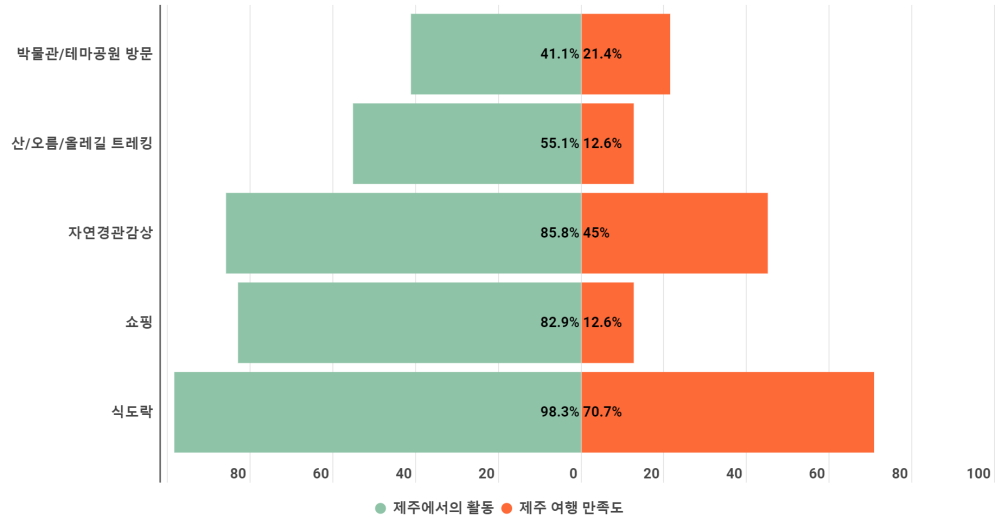 박물관/테마공원 방문 41.1% 21.4%
산/오름/올레길 트레킹 55.1% 12.6%
자연경관감상 85.8% 45%
쇼핑 82.9% 12.6%
식도락 98.3% 70.7%
80 60 40 20 0 20 40 60 80 100
제주에서의 활동 제주 여행 만족도